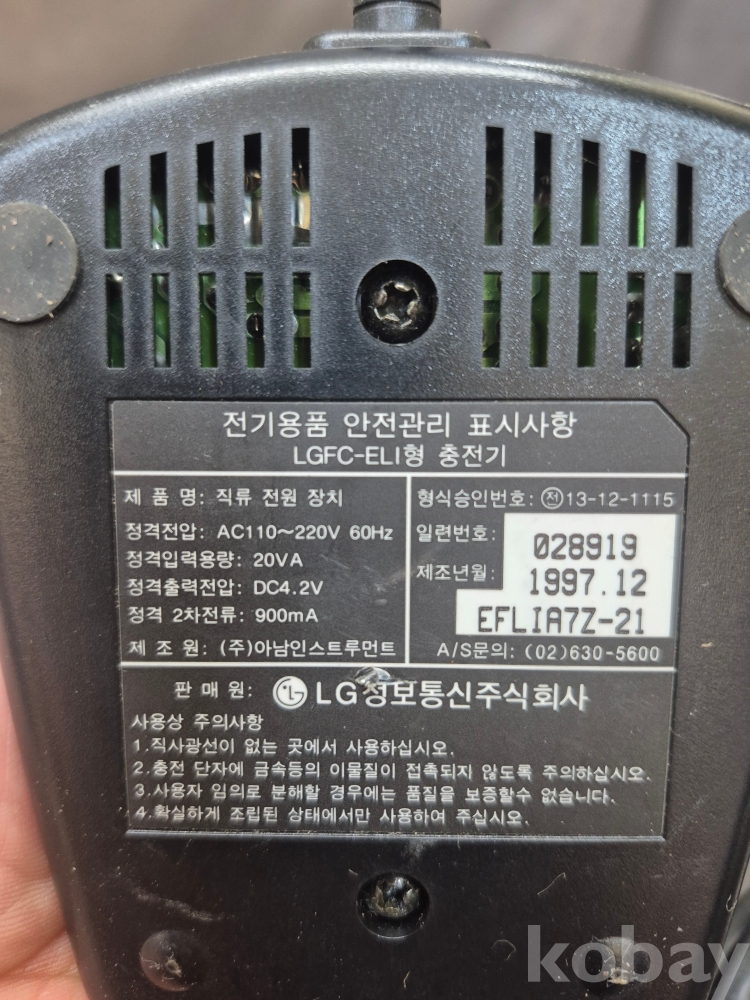 전기용품 안전관리 표시사항
LGFC-ELI형 충전기
제 품 명: 직류 전원 장치
정격전압: AC110~220V 60Hz
정격입력용량: 20VA
정격출력전압: DC4.2V
정격 2차전류: 900mA
제 조 원: (주)아남인스트루먼트
형식승인번호: ㉠13-12-1115
일련번호: 028919
제조년월: 1997.12
EFLIA7Z-21
A/S문의: (02)630-5600
판 매 원: LG정보통신주식회사
사용상 주의사항
1.직사광선이 없는 곳에서 사용하십시오.
2.충전 단자에 금속등의 이물질이 접촉되지 않도록 주의하십시오.
3.사용자 임의로 분해할 경우에는 품질을 보증할수 없습니다.
4.확실하게 조립된 상태에서만 사용하여 주십시오.
kobay